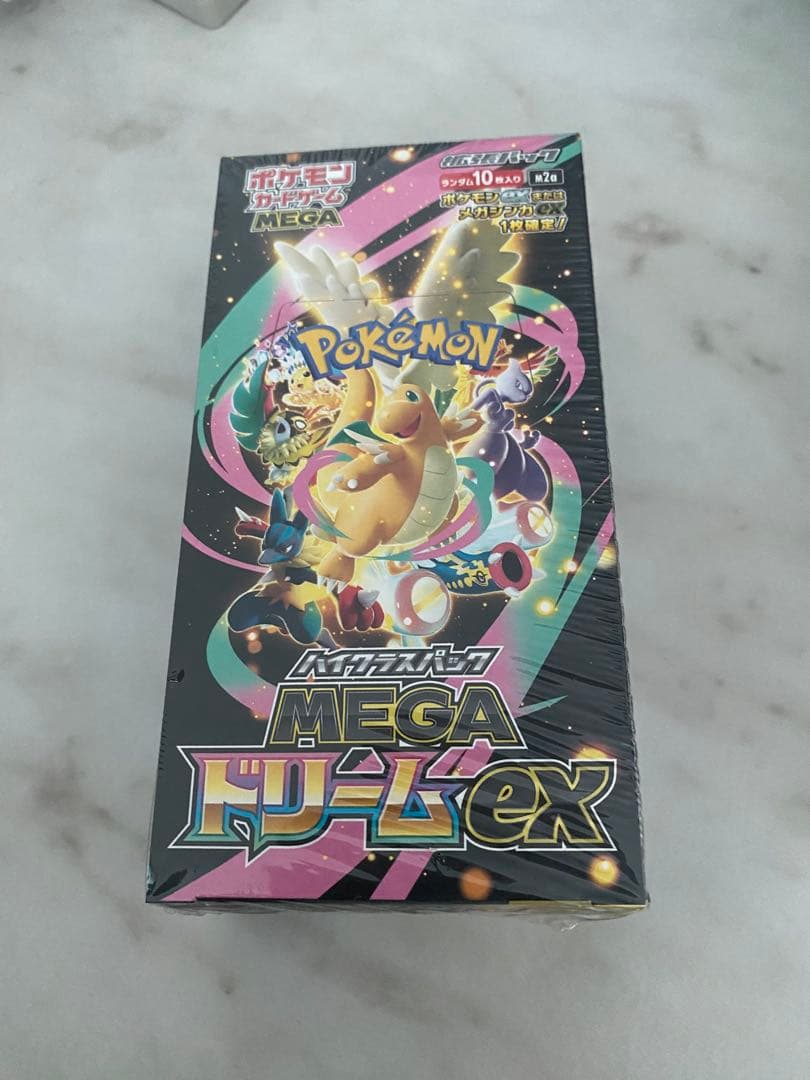 ポケモン
カードゲーム
MEGA
拡張パック
ランダム10枚入り M2a
ポケモンexまたは
メガシンカex
1枚確定!
POKéMON
ハイクラスパック
MEGA
ドリームex